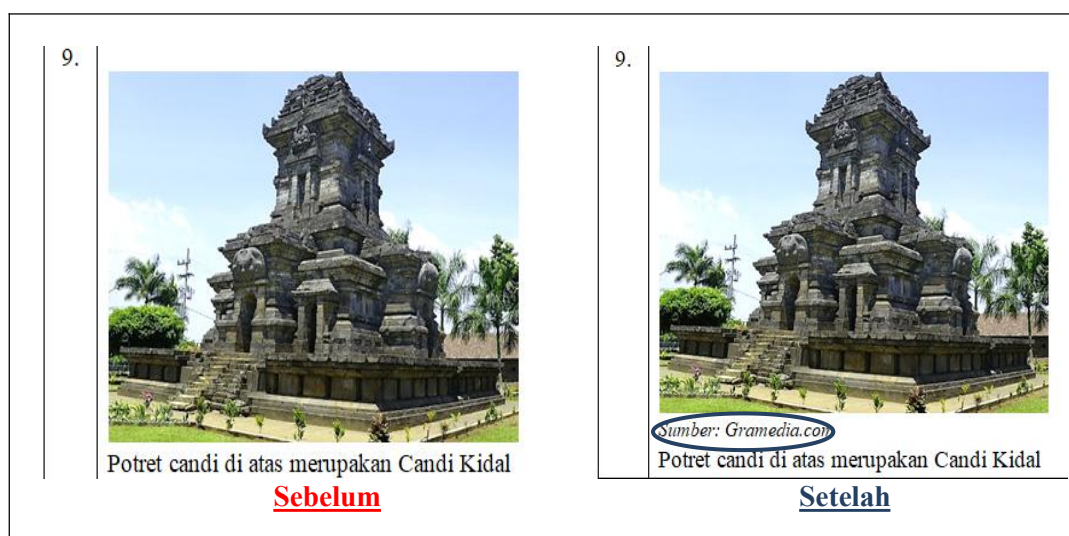 9.
Potret candi di atas merupakan Candi Kidal
Sebelum
9.
Sumber: Gramedia.com
Potret candi di atas merupakan Candi Kidal
Setelah